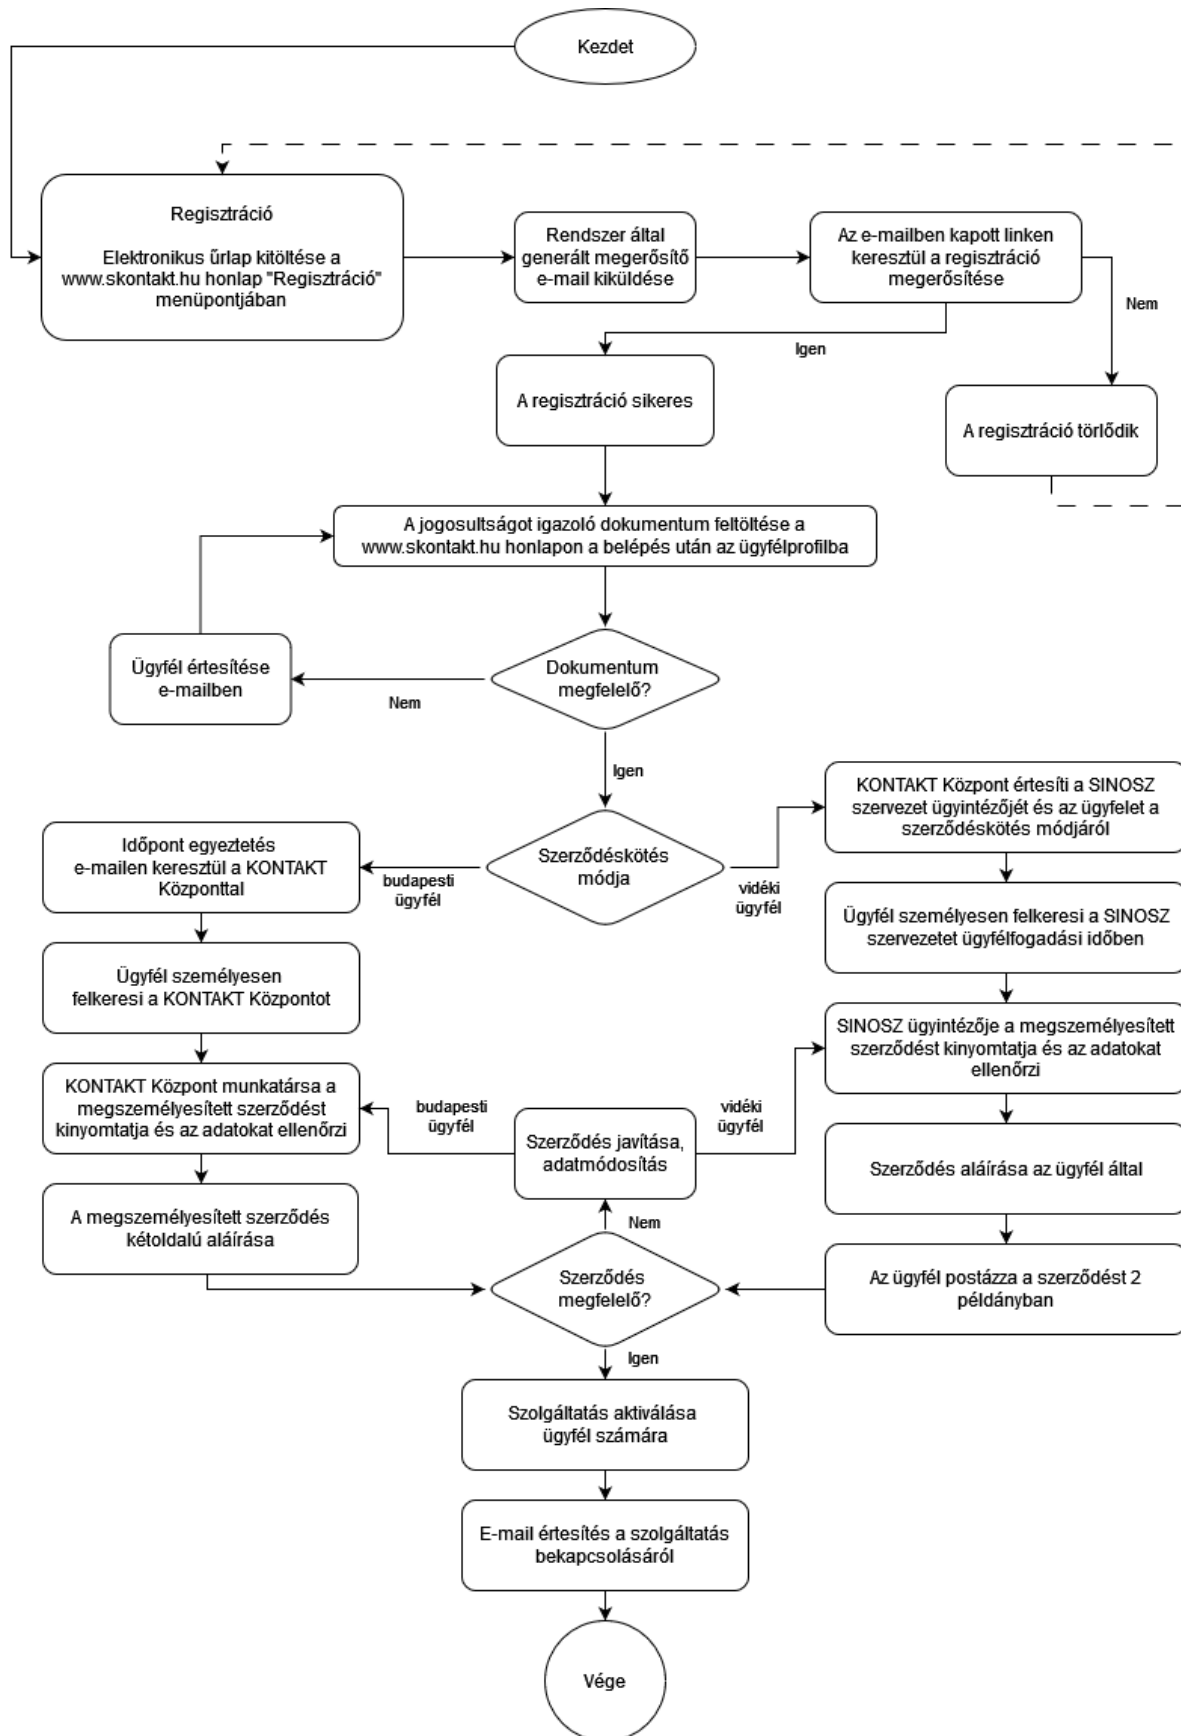 Kezdet
Regisztráció
Elektronikus űrlap kitöltése a
www.skontakt.hu honlap "Regisztráció"
menüpontjában
Rendszer által
generált megerősítő
e-mail kiküldése
Az e-mailben kapott linken
keresztül a regisztráció
megerősítése
Nem
Igen
A regisztráció sikeres
A regisztráció törlődik
A jogosultságot igazoló dokumentum feltöltése a
www.skontakt.hu honlapon a belépés után az ügyfélprofilba
Dokumentum
megfelelő?
Nem
Ügyfél értesítése
e-mailben
Igen
Szerződéskötés
módja
budapesti
ügyfél
vidéki
ügyfél
Időpont egyeztetés
e-mailen keresztül a KONTAKT
Központtal
Ügyfél személyesen
felkeresi a KONTAKT Központot
KONTAKT Központ munkatársa a
megszemélyesített szerződést
kinyomtatja és az adatokat ellenőrzi
A megszemélyesített szerződés
kétoldalú aláírása
KONTAKT Központ értesíti a SINOSZ
szervezet ügyintézőjét és az ügyfelet a
szerződéskötés módjáról
Ügyfél személyesen felkeresi a SINOSZ
szervezetet ügyfélfogadási időben
SINOSZ ügyintézője a megszemélyesített
szerződést kinyomtatja és az adatokat
ellenőrzi
Szerződés aláírása az ügyfél által
Az ügyfél postázza a szerződést 2
példányban
budapesti
ügyfél
vidéki
ügyfél
Szerződés javítása,
adatmódosítás
Nem
Szerződés
megfelelő?
Igen
Szolgáltatás aktiválása
ügyfél számára
E-mail értesítés a szolgáltatás
bekapcsolásáról
Vége